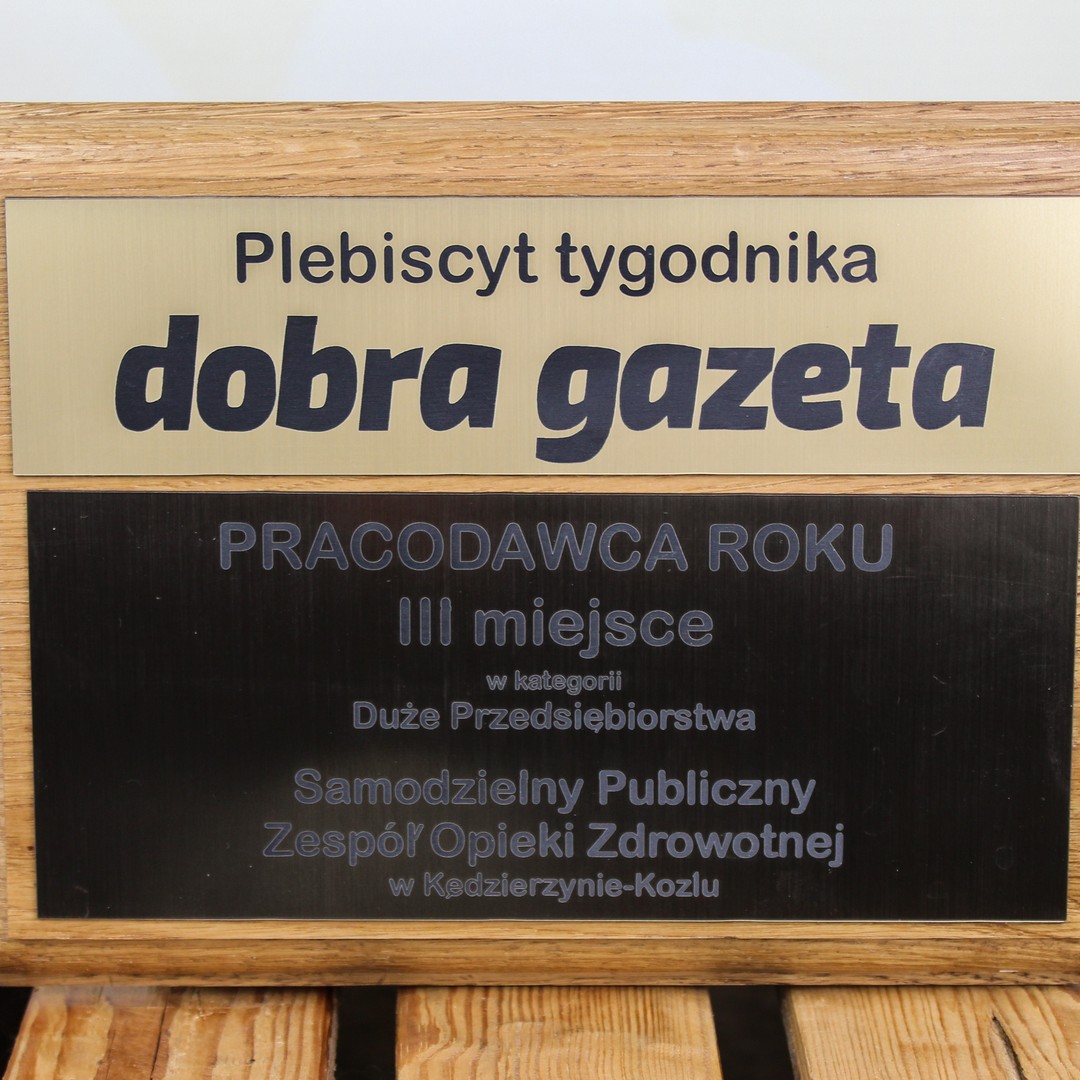 Plebiscyt tygodnika
dobra gazeta
PRACODAWCA ROKU
III miejsce
w kategorii
Duże Przedsiębiorstwa
Samodzielny Publiczny
Zespół Opieki Zdrowotnej
w Kędzierzynie-Kozlu